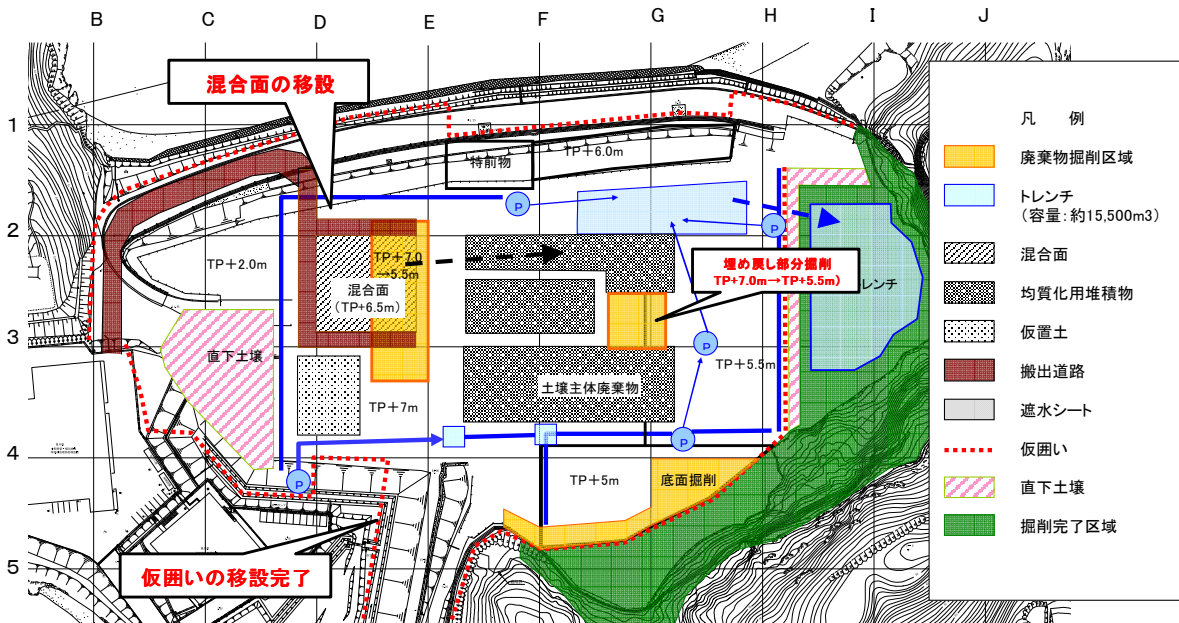 B C D E F G H I J
1
2
3
4
5
混合面の移設
特前物
TP+6.0m
TP+2.0m
TP+7.0
→5.5m
混合面
(TP+6.5m)
埋め戻し部分掘削
TP+7.0m→TP+5.5m)
レンチ
直下土壌
TP+5.5m
土壌主体廃棄物
TP+7m
P
P
P
P
P
TP+5m
底面掘削
仮囲いの移設完了
凡 例
廃棄物掘削区域
トレンチ
(容量:約15,500m3)
混合面
均質化用堆積物
仮置土
搬出道路
遮水シート
仮囲い
直下土壌
掘削完了区域